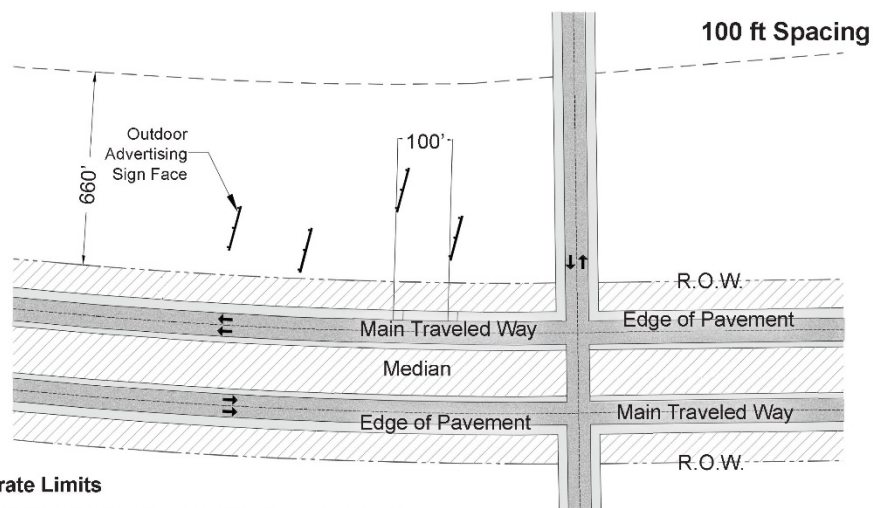 100 ft Spacing
Outdoor
Advertising
Sign Face
100'
660'
R.O.W.
Main Traveled Way
Edge of Pavement
Median
Edge of Pavement
Main Traveled Way
R.O.W.
rate Limits